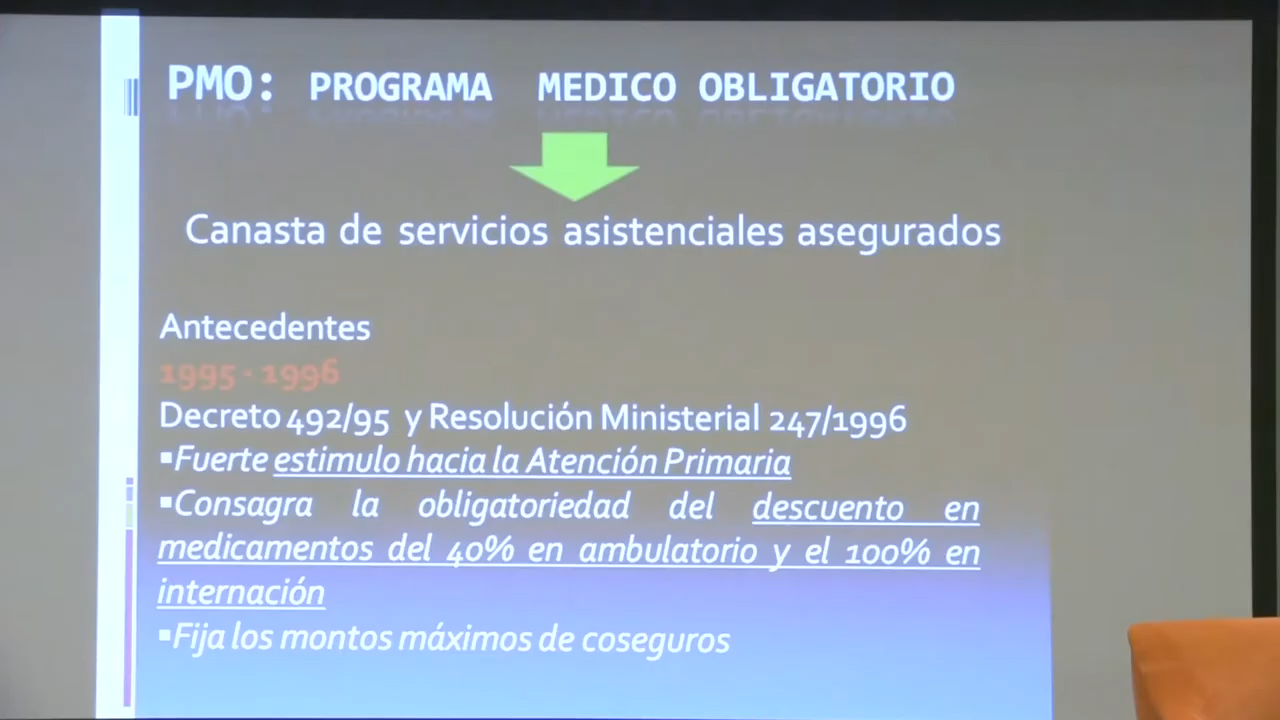 PMO: PROGRAMA MEDICO OBLIGATORIO
Canasta de servicios asistenciales asegurados
Antecedentes
1995 - 1996
Decreto 492/95 y Resolución Ministerial 247/1996
▪Fuerte estimulo hacia la Atención Primaria
▪Consagra la obligatoriedad del descuento en
medicamentos del 40% en ambulatorio y el 100% en
internación
▪Fija los montos máximos de coseguros